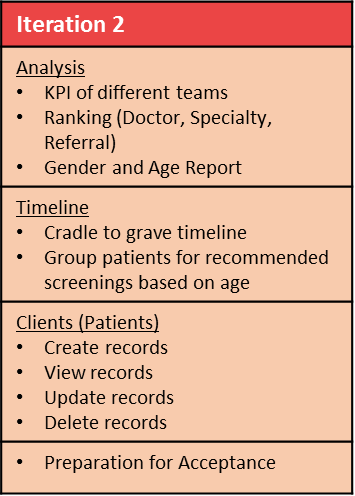 Iteration 2
Analysis
• KPI of different teams
• Ranking (Doctor, Specialty,
Referral)
• Gender and Age Report
Timeline
• Cradle to grave timeline
• Group patients for recommended
screenings based on age
Clients (Patients)
• Create records
• View records
• Update records
• Delete records
• Preparation for Acceptance